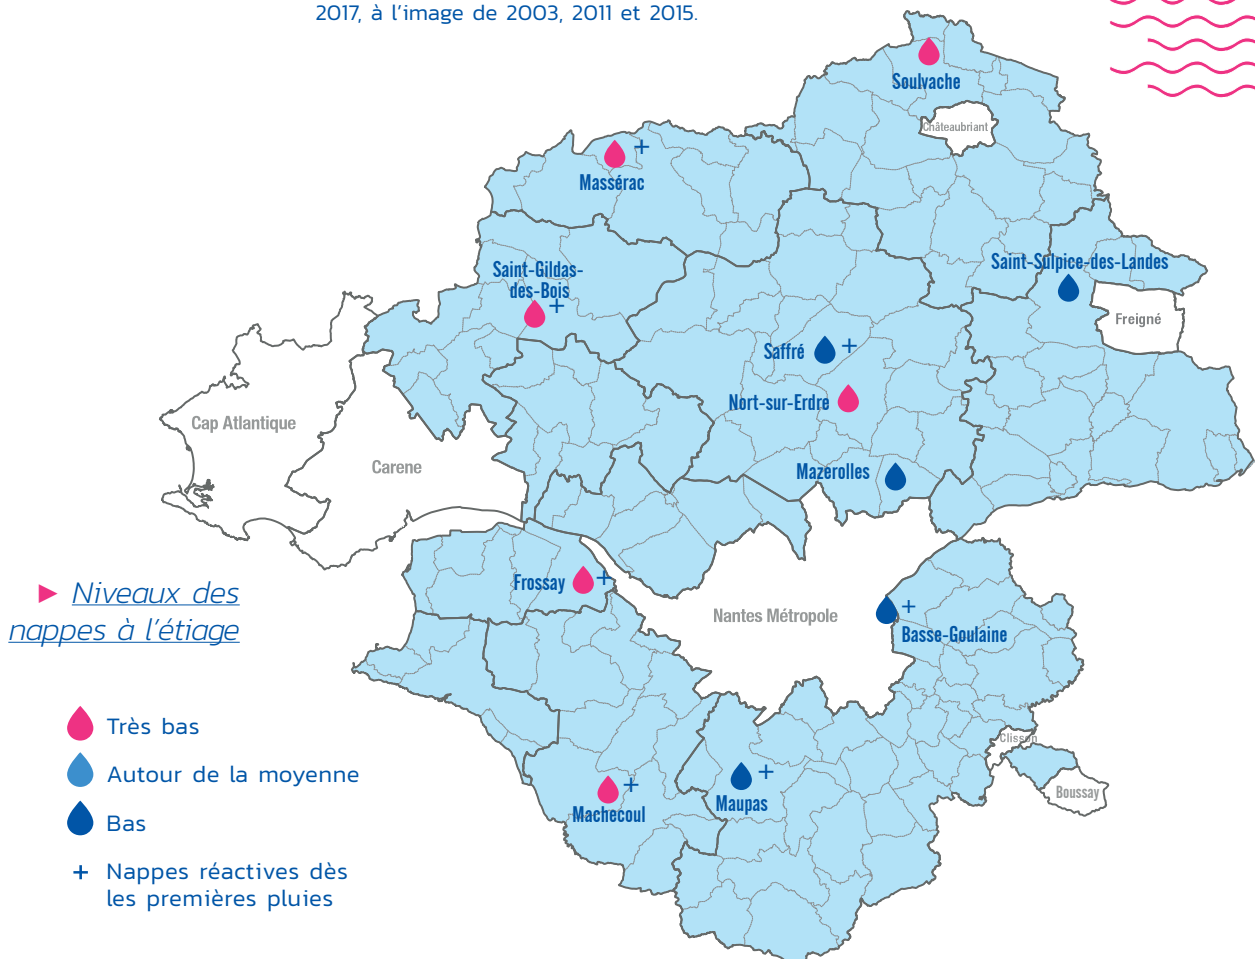 2017, à l'image de 2003, 2011 et 2015.
Soulvache
Châteaubriant
+
Massérac
Saint-Gildas-
des-Bois
+
Saint-Sulpice-des-Landes
Freigné
Saffré +
Nort-sur-Erdre
Cap Atlantique
Carene
Mazerolles
Frossay +
Nantes Métropole
+
Basse-Goulaine
► Niveaux des
nappes à l'étiage
Très bas
Autour de la moyenne
Bas
+ Nappes réactives dès
les premières pluies
+
Machecoul
+
Maupas
Clisson
Boussay